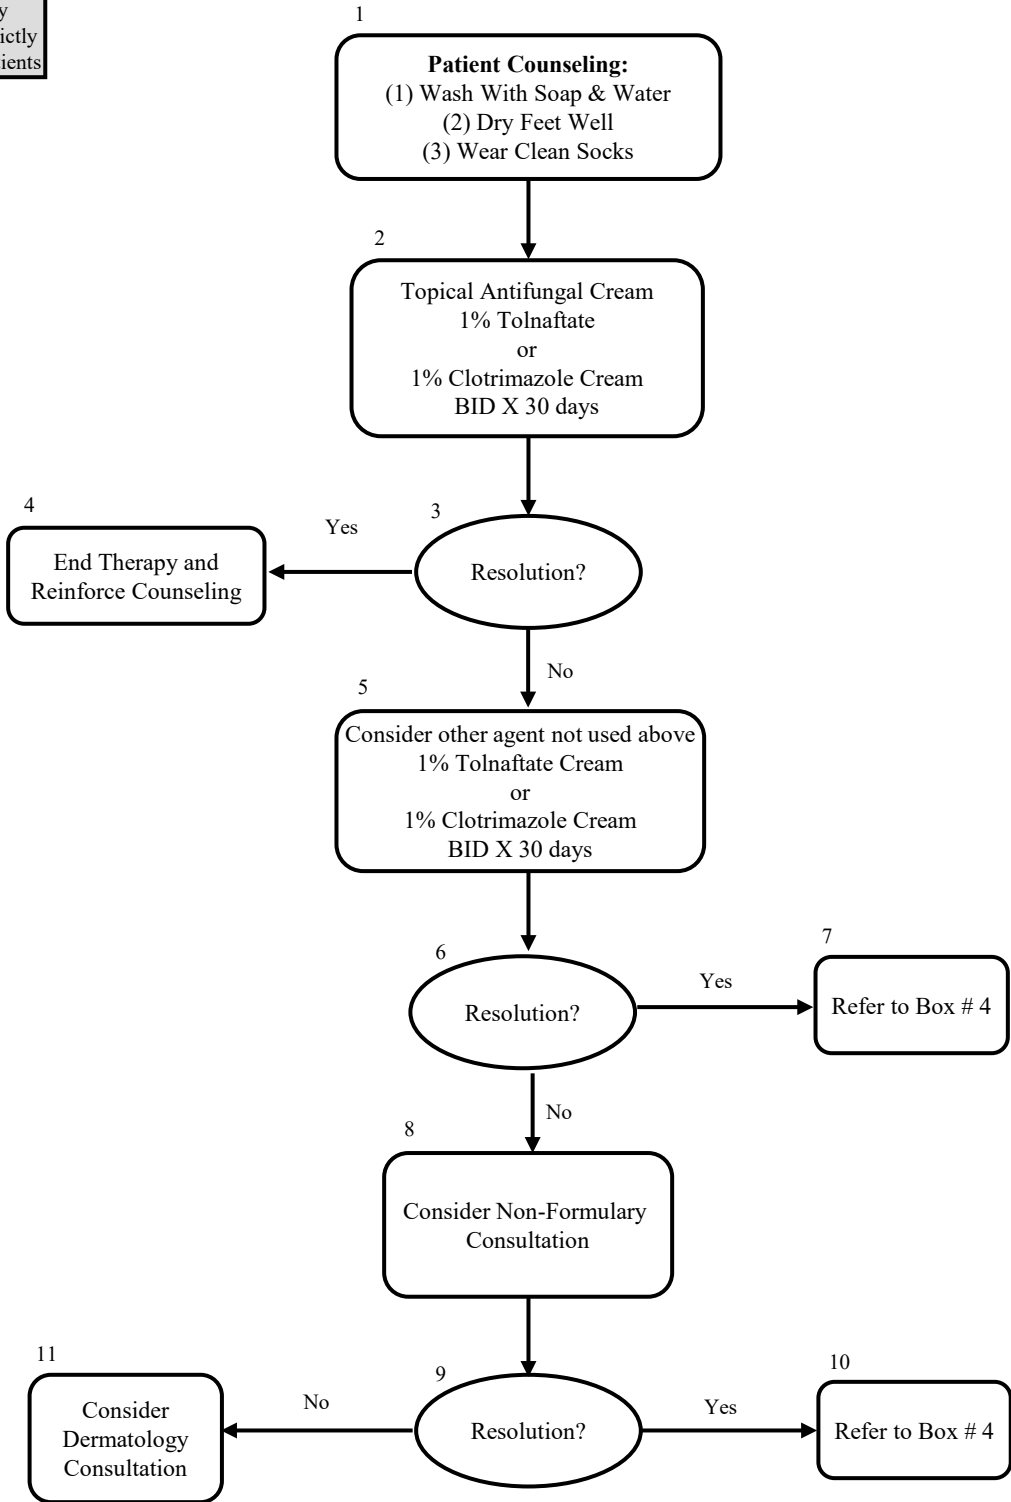 y
ictly
ients
1
Patient Counseling:
(1) Wash With Soap & Water
(2) Dry Feet Well
(3) Wear Clean Socks
2
Topical Antifungal Cream
1% Tolnaftate
or
1% Clotrimazole Cream
BID X 30 days
3
Resolution?
Yes
4
End Therapy and
Reinforce Counseling
No
5
Consider other agent not used above
1% Tolnaftate Cream
or
1% Clotrimazole Cream
BID X 30 days
6
Resolution?
Yes
7
Refer to Box # 4
No
8
Consider Non-Formulary
Consultation
9
Resolution?
Yes
10
Refer to Box # 4
No
11
Consider
Dermatology
Consultation